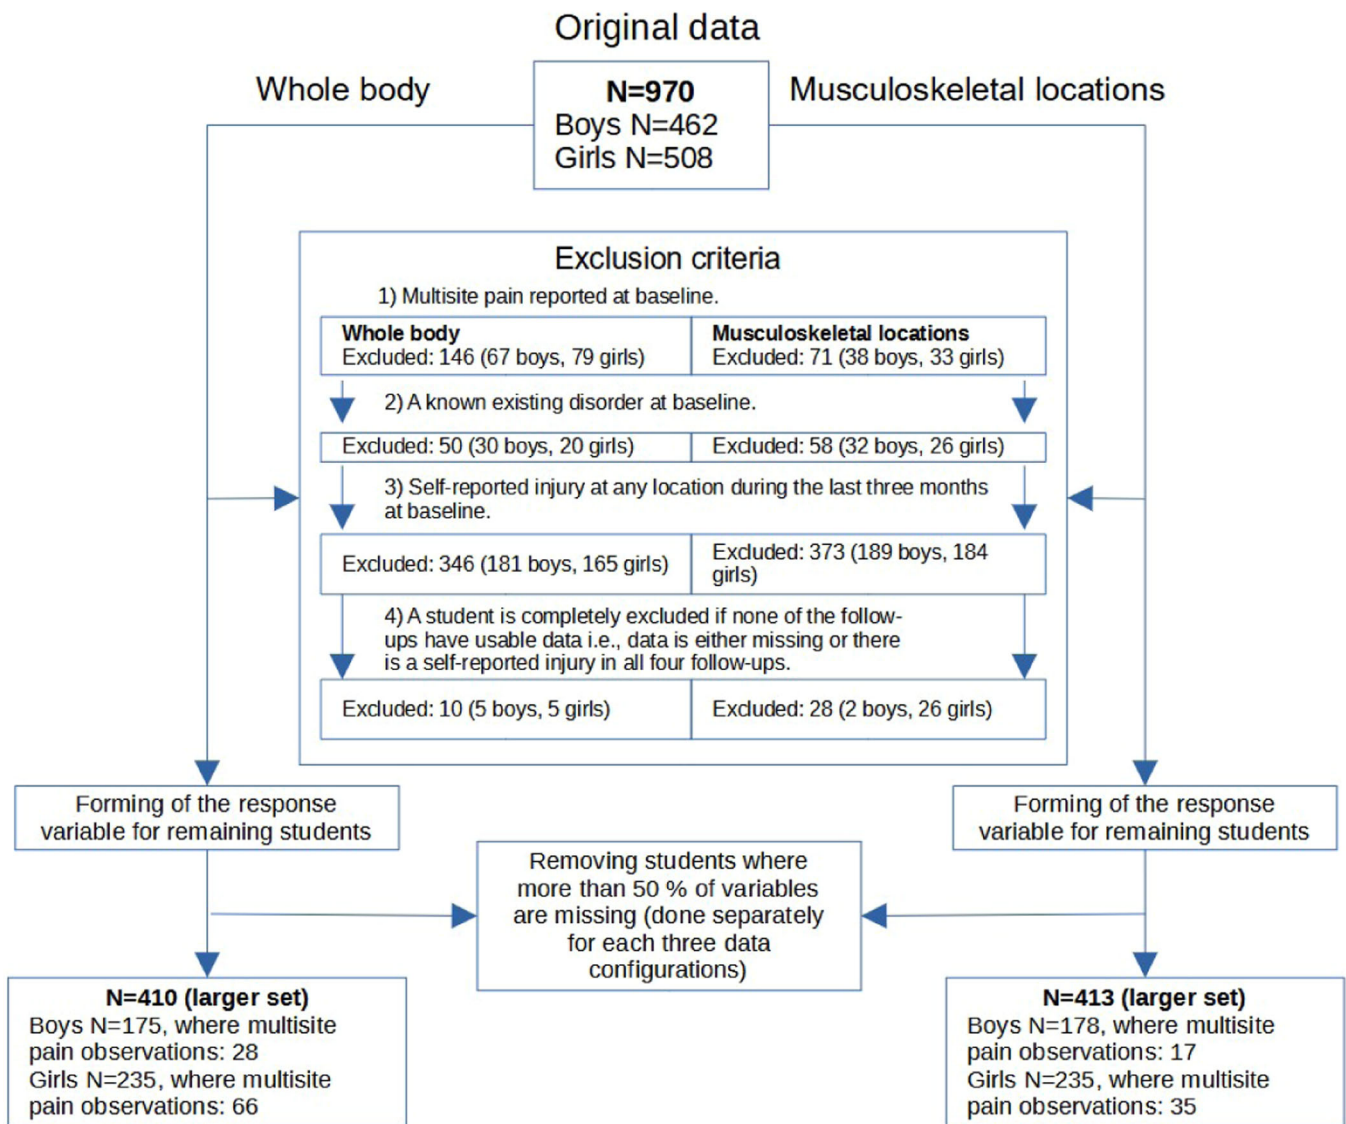 Original data
Whole body
Musculoskeletal locations
N=970
Boys N=462
Girls N=508
Exclusion criteria
1) Multisite pain reported at baseline.
Whole body
Excluded: 146 (67 boys, 79 girls)
Musculoskeletal locations
Excluded: 71 (38 boys, 33 girls)
2) A known existing disorder at baseline.
Excluded: 50 (30 boys, 20 girls)
Excluded: 58 (32 boys, 26 girls)
3) Self-reported injury at any location during the last three months
at baseline.
Excluded: 346 (181 boys, 165 girls)
Excluded: 373 (189 boys, 184
girls)
4) A student is completely excluded if none of the follow-
ups have usable data i.e., data is either missing or there
is a self-reported injury in all four follow-ups.
Excluded: 10 (5 boys, 5 girls)
Excluded: 28 (2 boys, 26 girls)
Forming of the response
variable for remaining students
Forming of the response
variable for remaining students
Removing students where
more than 50 % of variables
are missing (done separately
for each three data
configurations)
N=410 (larger set)
Boys N=175, where multisite
pain observations: 28
Girls N=235, where multisite
pain observations: 66
N=413 (larger set)
Boys N=178, where multisite
pain observations: 17
Girls N=235, where multisite
pain observations: 35